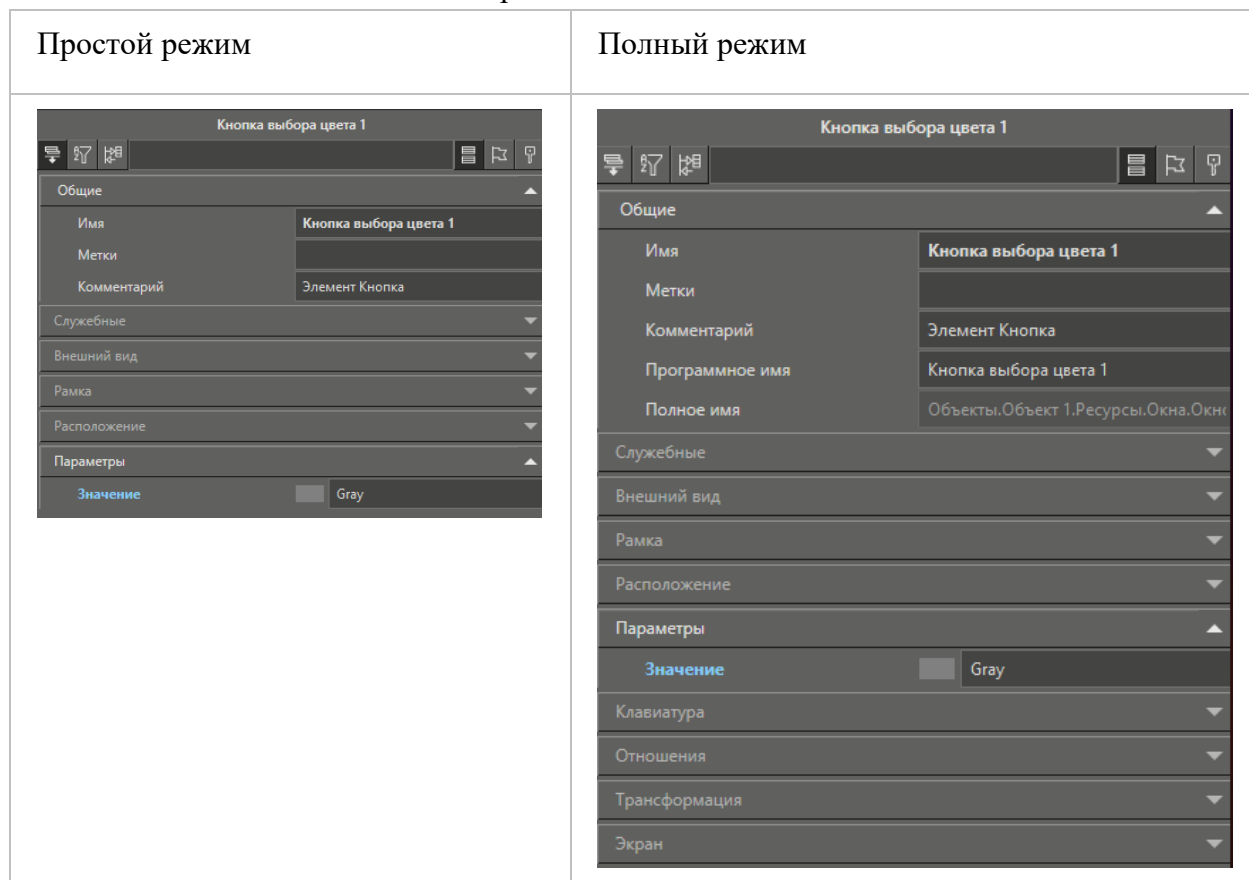 Простой режим
Полный режим
Кнопка выбора цвета 1
Общие
Имя Кнопка выбора цвета 1
Метки
Комментарий Элемент Кнопка
Служебные
Внешний вид
Рамка
Расположение
Параметры
Значение Gray
Кнопка выбора цвета 1
Общие
Имя Кнопка выбора цвета 1
Метки
Комментарий Элемент Кнопка
Программное имя Кнопка выбора цвета 1
Полное имя Объекты.Объект 1.Ресурсы.Окна.Окно
Служебные
Внешний вид
Рамка
Расположение
Параметры
Значение Gray
Клавиатура
Отношения
Трансформация
Экран